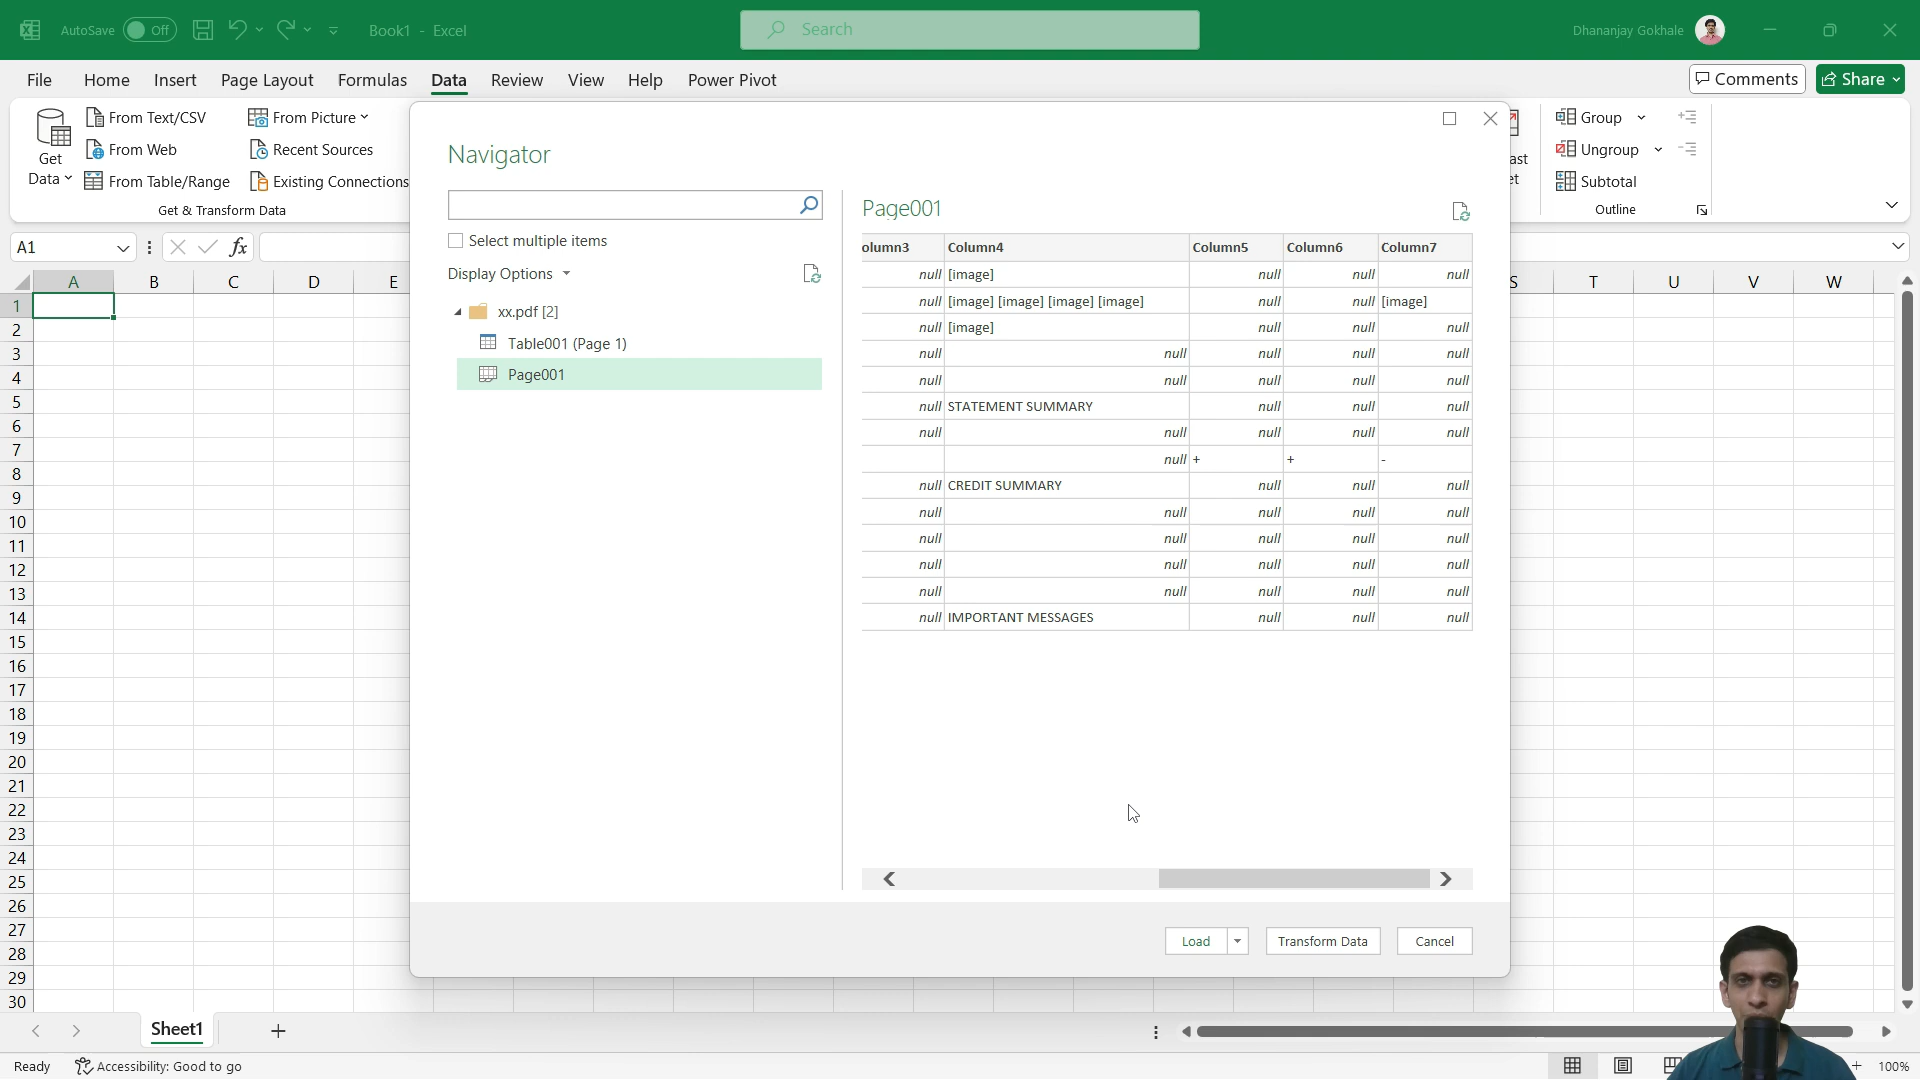 AutoSave Off Book1 - Excel Search Dhananjay Gokhale
File Home Insert Page Layout Formulas Data Review View Help Power Pivot Comments Share
Get Data
From Text/CSV
From Web
From Table/Range
From Picture
Recent Sources
Existing Connections
Get & Transform Data
ast
et
Group
Ungroup
Subtotal
Outline
A1 fx
A B C D E S T U V W
1
2
3
4
5
6
7
8
9
10
11
12
13
14
15
16
17
18
19
20
21
22
23
24
25
26
27
28
29
30
Navigator
Select multiple items
Display Options
xx.pdf [2]
Table001 (Page 1)
Page001
Page001
olumn3 Column4 Column5 Column6 Column7
null [image] null null null
null [image] [image] [image] [image] null null [image]
null [image] null null null
null null null null null
null null null null null
null STATEMENT SUMMARY null null null
null null null null null
null + + -
null CREDIT SUMMARY null null null
null null null null null
null null null null null
null null null null null
null null null null null
null IMPORTANT MESSAGES null null null
Load Transform Data Cancel
Sheet1
Ready Accessibility: Good to go 100%